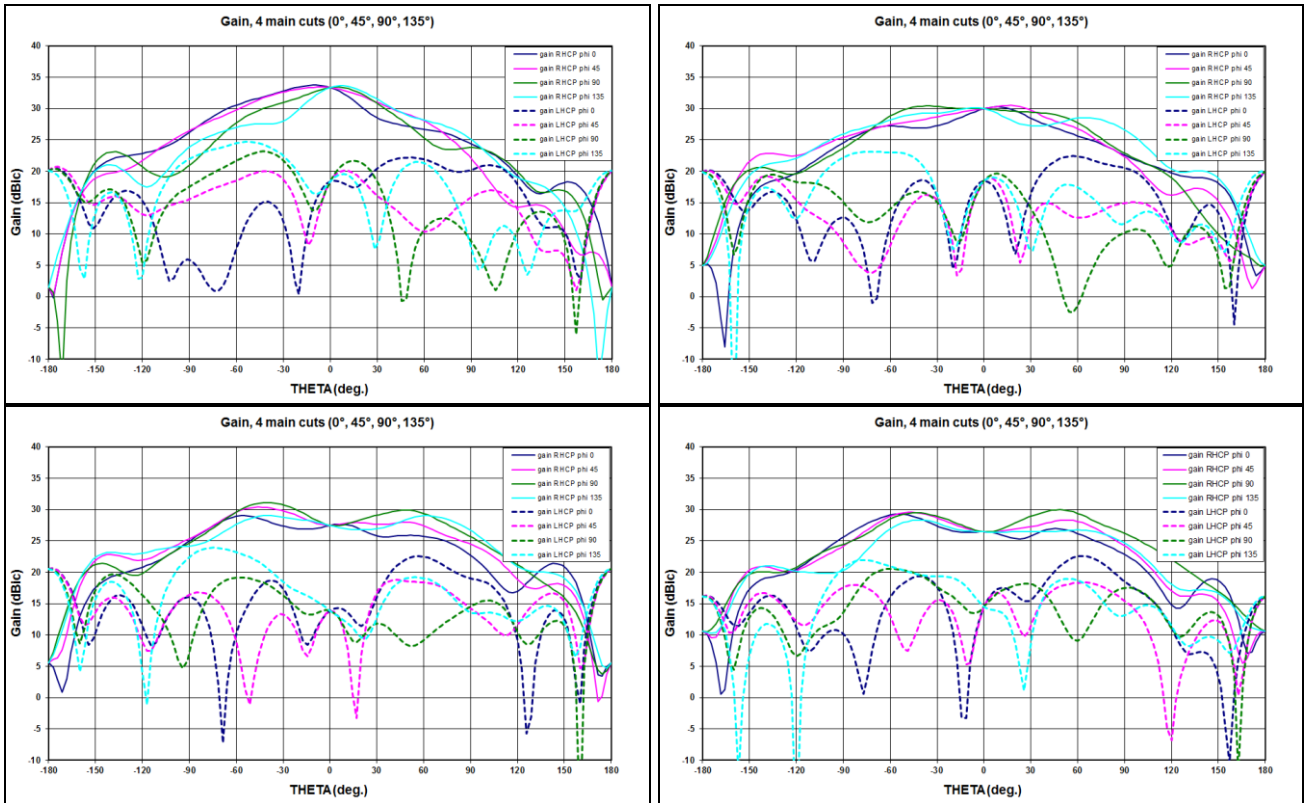 Gain, 4 main cuts (0°, 45°, 90°, 135°)
Gain (dBic)
40
35
30
25
20
15
10
5
0
-5
-10
gain RHCP phi 0
gain RHCP phi 45
gain RHCP phi 90
gain RHCP phi 135
gain LHCP phi 0
gain LHCP phi 45
gain LHCP phi 90
gain LHCP phi 135
-180 -150 -120 -90 -60 -30 0 30 60 90 120 150 180
THETA (deg.)
Gain, 4 main cuts (0°, 45°, 90°, 135°)
Gain (dBic)
40
35
30
25
20
15
10
5
0
-5
-10
gain RHCP phi 0
gain RHCP phi 45
gain RHCP phi 90
gain RHCP phi 135
gain LHCP phi 0
gain LHCP phi 45
gain LHCP phi 90
gain LHCP phi 135
-180 -150 -120 -90 -60 -30 0 30 60 90 120 150 180
THETA (deg.)
Gain, 4 main cuts (0°, 45°, 90°, 135°)
Gain (dBic)
40
35
30
25
20
15
10
5
0
-5
-10
gain RHCP phi 0
gain RHCP phi 45
gain RHCP phi 90
gain RHCP phi 135
gain LHCP phi 0
gain LHCP phi 45
gain LHCP phi 90
gain LHCP phi 135
-180 -150 -120 -90 -60 -30 0 30 60 90 120 150 180
THETA (deg.)
Gain, 4 main cuts (0°, 45°, 90°, 135°)
Gain (dBic)
40
35
30
25
20
15
10
5
0
-5
-10
gain RHCP phi 0
gain RHCP phi 45
gain RHCP phi 90
gain RHCP phi 135
gain LHCP phi 0
gain LHCP phi 45
gain LHCP phi 90
gain LHCP phi 135
-180 -150 -120 -90 -60 -30 0 30 60 90 120 150 180
THETA (deg.)